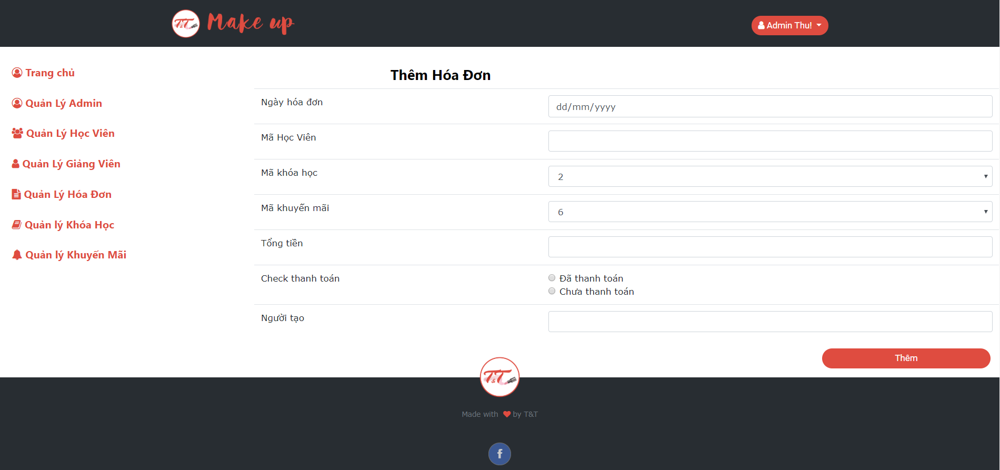 T&T Make up
Admin Thu!
Trang chủ
Quản Lý Admin
Quản Lý Học Viên
Quản Lý Giảng Viên
Quản Lý Hóa Đơn
Quản lý Khóa Học
Quản lý Khuyến Mãi
Thêm Hóa Đơn
Ngày hóa đơn
dd/mm/yyyy
Mã Học Viên
Mã khóa học
2
Mã khuyến mãi
6
Tổng tiền
Check thanh toán
Đã thanh toán
Chưa thanh toán
Người tạo
Thêm
T&T
Made with by T&T
f